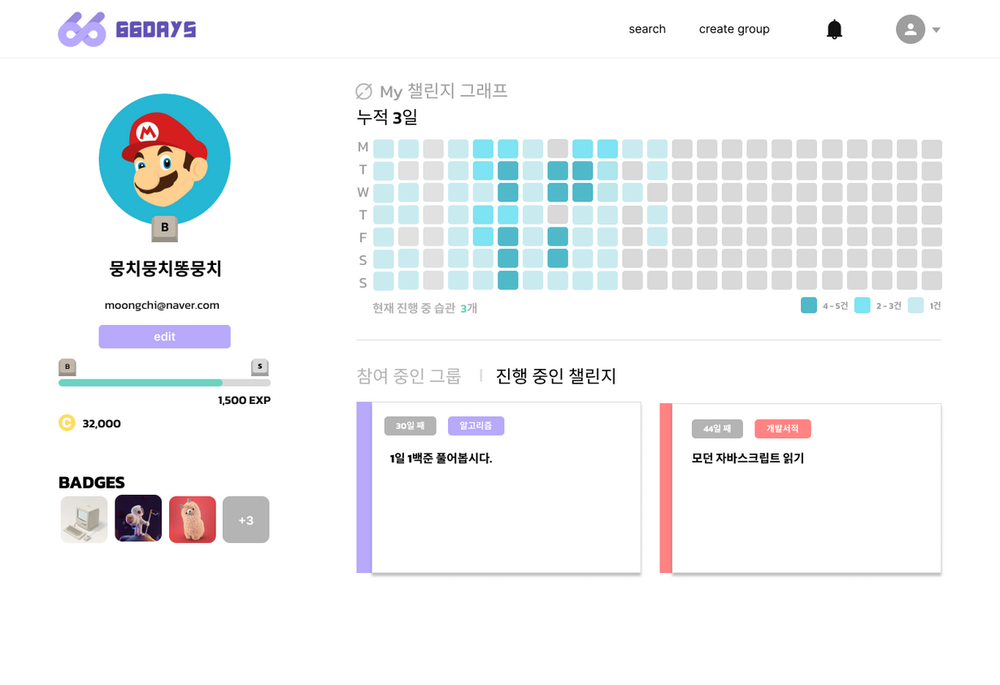 66DAYS
search
create group
M
B
뭉치뭉치똥뭉치
moongchi@naver.com
edit
B
S
1,500 EXP
C 32,000
BADGES
+3
My 챌린지 그래프
누적 3일
M
T
W
T
F
S
S
현재 진행 중 습관 3개
4 - 5건 2 - 3건 1건
참여 중인 그룹 | 진행 중인 챌린지
30일 째 알고리즘
1일 1백준 풀어봅시다.
44일 째 개발서적
모던 자바스크립트 읽기